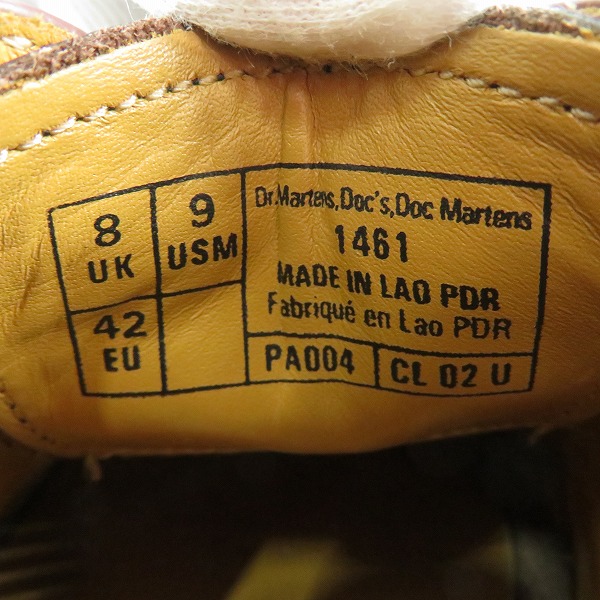 8
UK
9
USM
42
EU
Dr.Martens,Doc's,Doc Martens
1461
MADE IN LAO PDR
Fabriqué en Lao PDR
PA004
CL 02 U